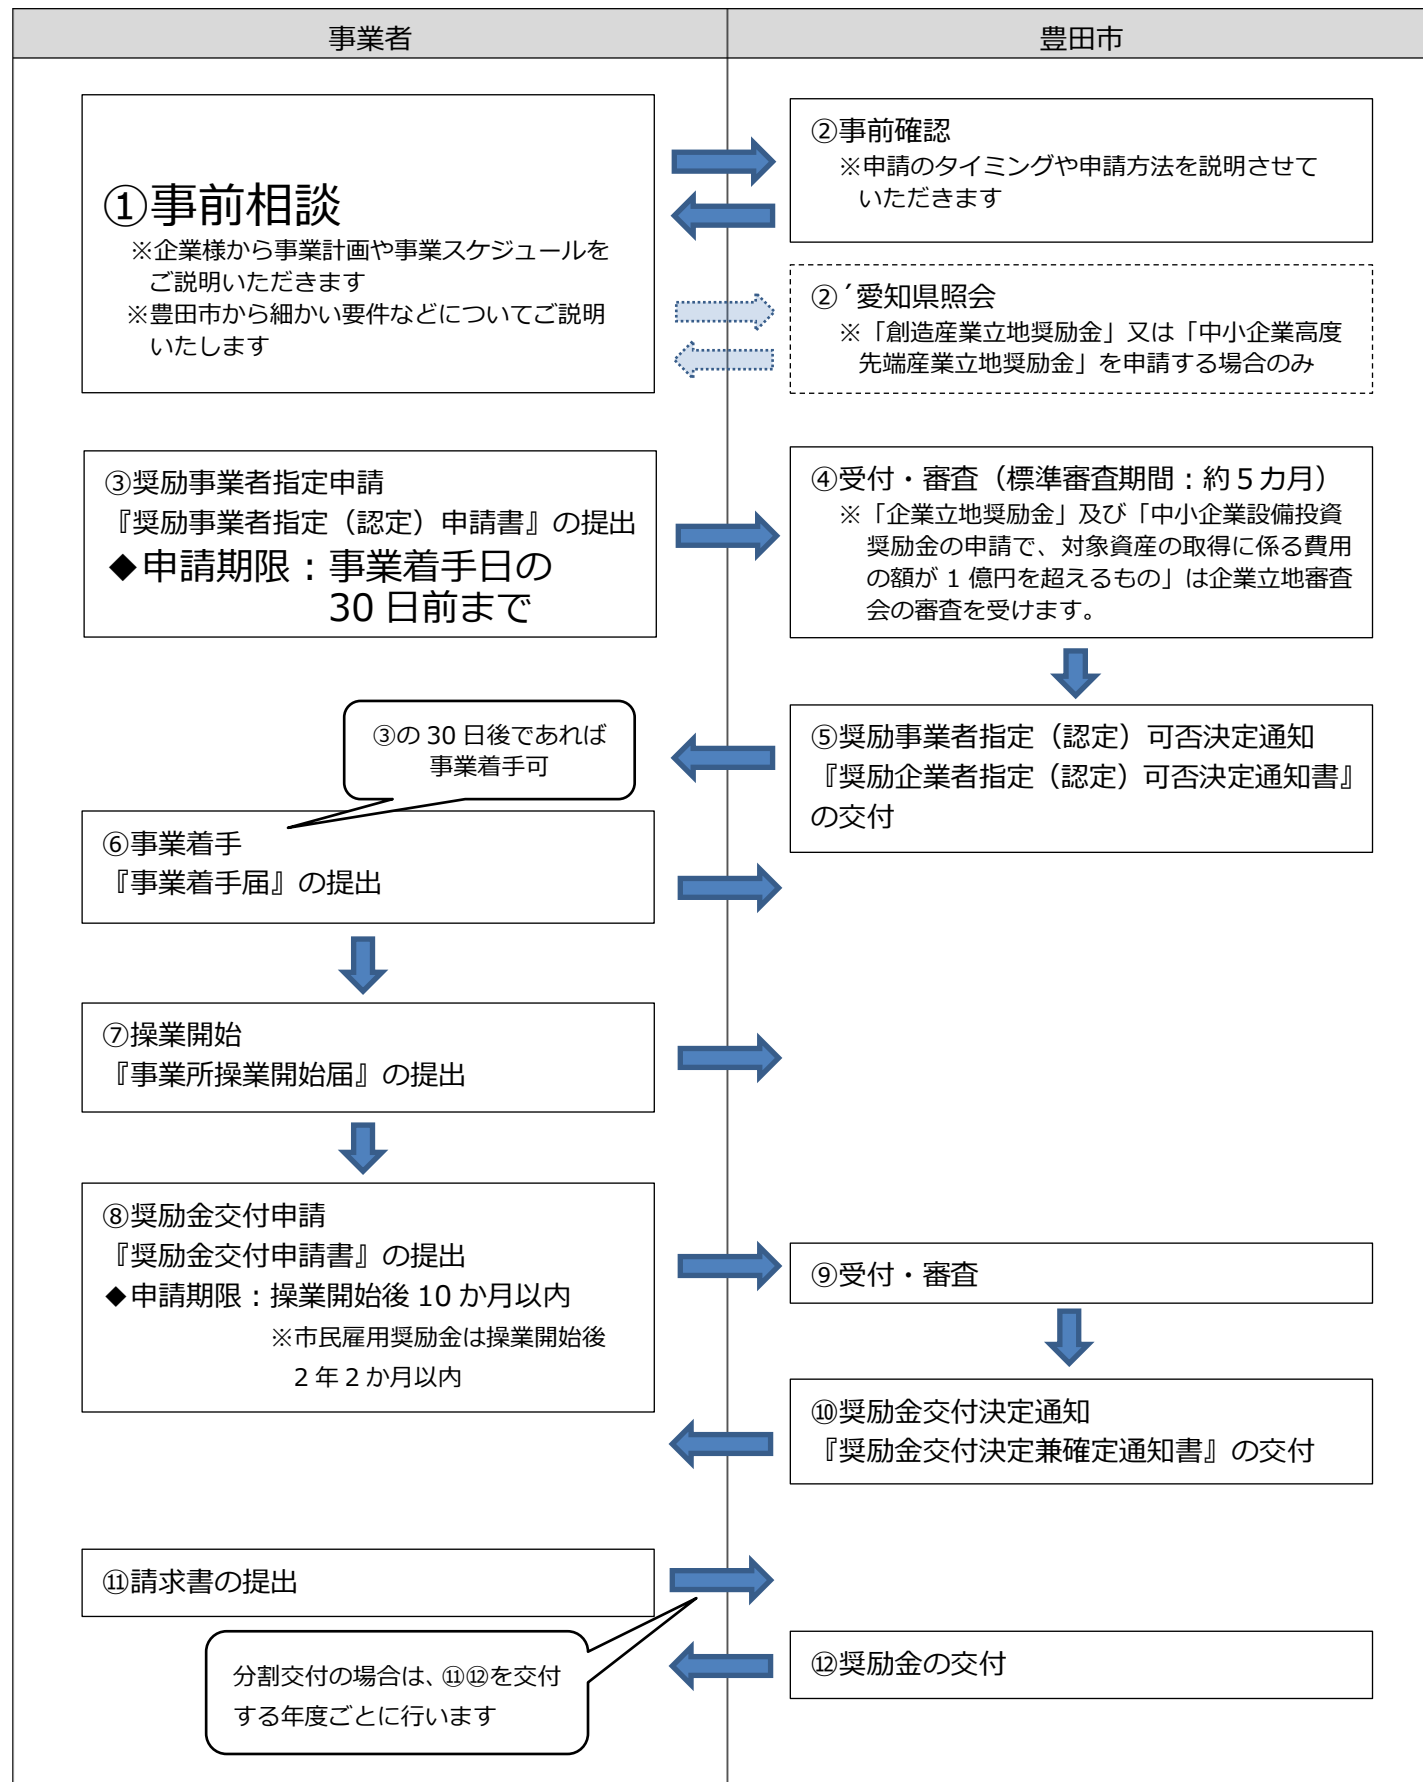 事業者
豊田市
①事前相談
※企業様から事業計画や事業スケジュールを
ご説明いただきます
※豊田市から細かい要件などについてご説明
いたします
②事前確認
※申請のタイミングや申請方法を説明させて
いただきます
②´愛知県照会
※「創造産業立地奨励金」又は「中小企業高度
先端産業立地奨励金」を申請する場合のみ
③奨励事業者指定申請
『奨励事業者指定（認定）申請書』の提出
◆申請期限：事業着手日の
30 日前まで
④受付・審査（標準審査期間：約５カ月）
※「企業立地奨励金」及び「中小企業設備投資
奨励金の申請で、対象資産の取得に係る費用
の額が 1 億円を超えるもの」は企業立地審査
会の審査を受けます。
③の 30 日後であれば
事業着手可
⑤奨励事業者指定（認定）可否決定通知
『奨励企業者指定（認定）可否決定通知書』
の交付
⑥事業着手
『事業着手届』の提出
⑦操業開始
『事業所操業開始届』の提出
⑧奨励金交付申請
『奨励金交付申請書』の提出
◆申請期限：操業開始後 10 か月以内
※市民雇用奨励金は操業開始後
2 年 2 か月以内
⑨受付・審査
⑩奨励金交付決定通知
『奨励金交付決定兼確定通知書』の交付
⑪請求書の提出
分割交付の場合は、⑪⑫を交付
する年度ごとに行います
⑫奨励金の交付